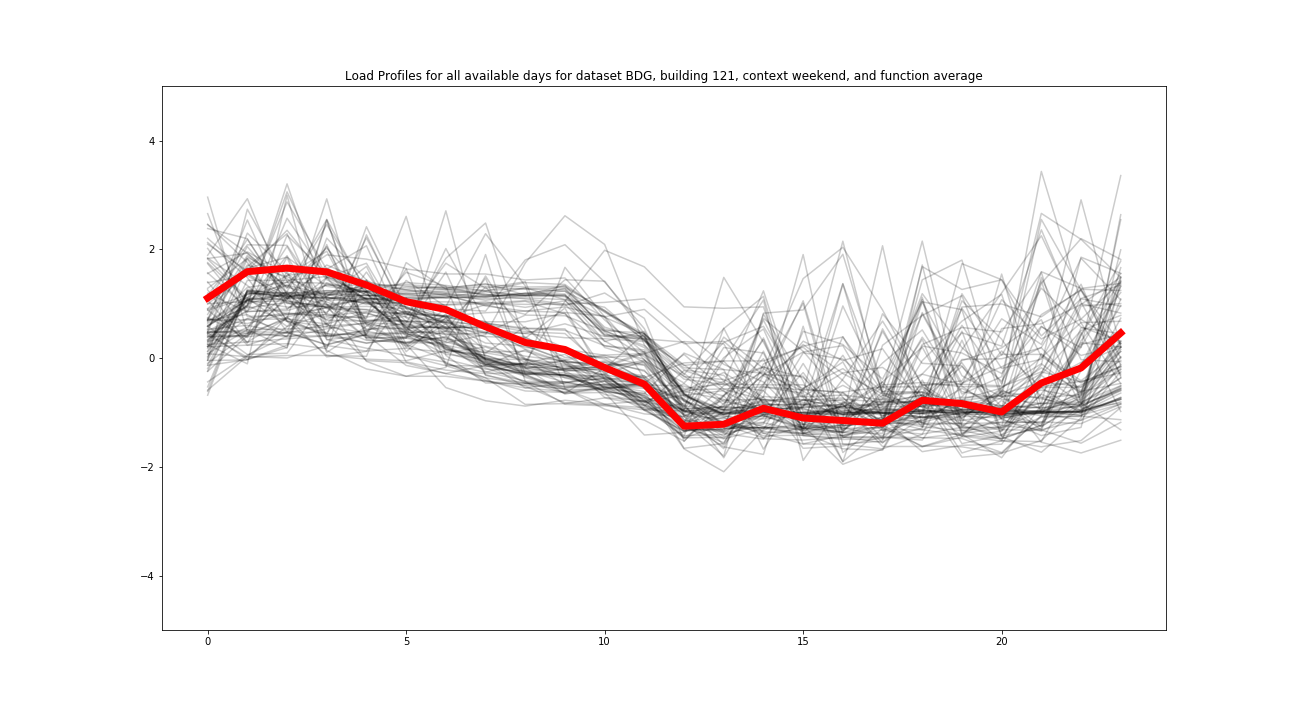 Load Profiles for all available days for dataset BDG, building 121, context weekend, and function average
4
2
0
−2
−4
0 5 10 15 20